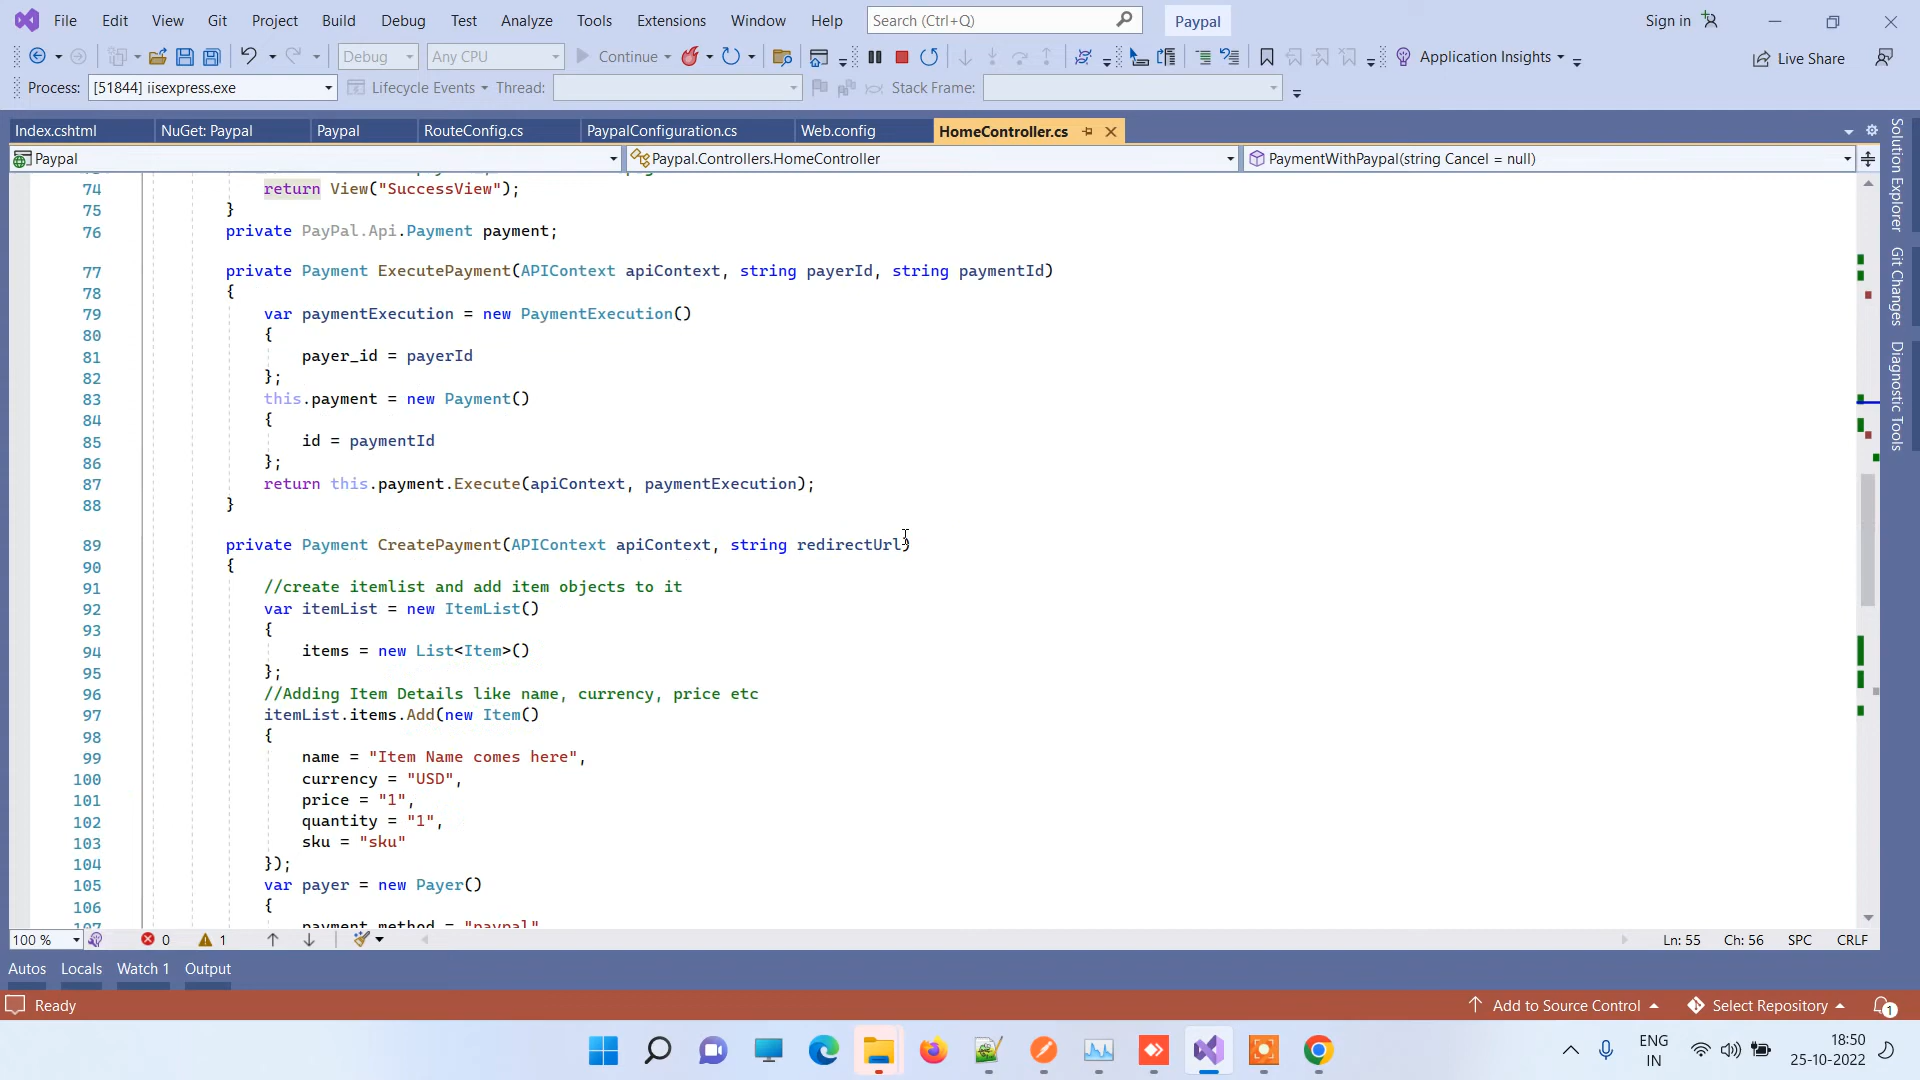 File Edit View Git Project Build Debug Test Analyze Tools Extensions Window Help Search (Ctrl+Q) Paypal Sign in
Debug Any CPU Continue Application Insights Live Share
Process: [51844] iisexpress.exe Lifecycle Events Thread: Stack Frame:
Index.cshtml NuGet: Paypal Paypal RouteConfig.cs PaypalConfiguration.cs Web.config HomeController.cs
Paypal Paypal.Controllers.HomeController PaymentWithPaypal(string Cancel = null)
74 return View("SuccessView");
75 }
76 private PayPal.Api.Payment payment;
77 private Payment ExecutePayment(APIContext apiContext, string payerId, string paymentId)
78 {
79 var paymentExecution = new PaymentExecution()
80 {
81 payer_id = payerId
82 };
83 this.payment = new Payment()
84 {
85 id = paymentId
86 };
87 return this.payment.Execute(apiContext, paymentExecution);
88 }
89 private Payment CreatePayment(APIContext apiContext, string redirectUrl)
90 {
91 //create itemlist and add item objects to it
92 var itemList = new ItemList()
93 {
94 items = new List<Item>()
95 };
96 //Adding Item Details like name, currency, price etc
97 itemList.items.Add(new Item()
98 {
99 name = "Item Name comes here",
100 currency = "USD",
101 price = "1",
102 quantity = "1",
103 sku = "sku"
104 });
105 var payer = new Payer()
106 {
107 payment_method = "paypal"
100 % 0 1 Ln: 55 Ch: 56 SPC CRLF
Autos Locals Watch 1 Output
Ready Add to Source Control Select Repository 1
ENG
IN
18:50
25-10-2022
Solution Explorer
Git Changes
Diagnostic Tools